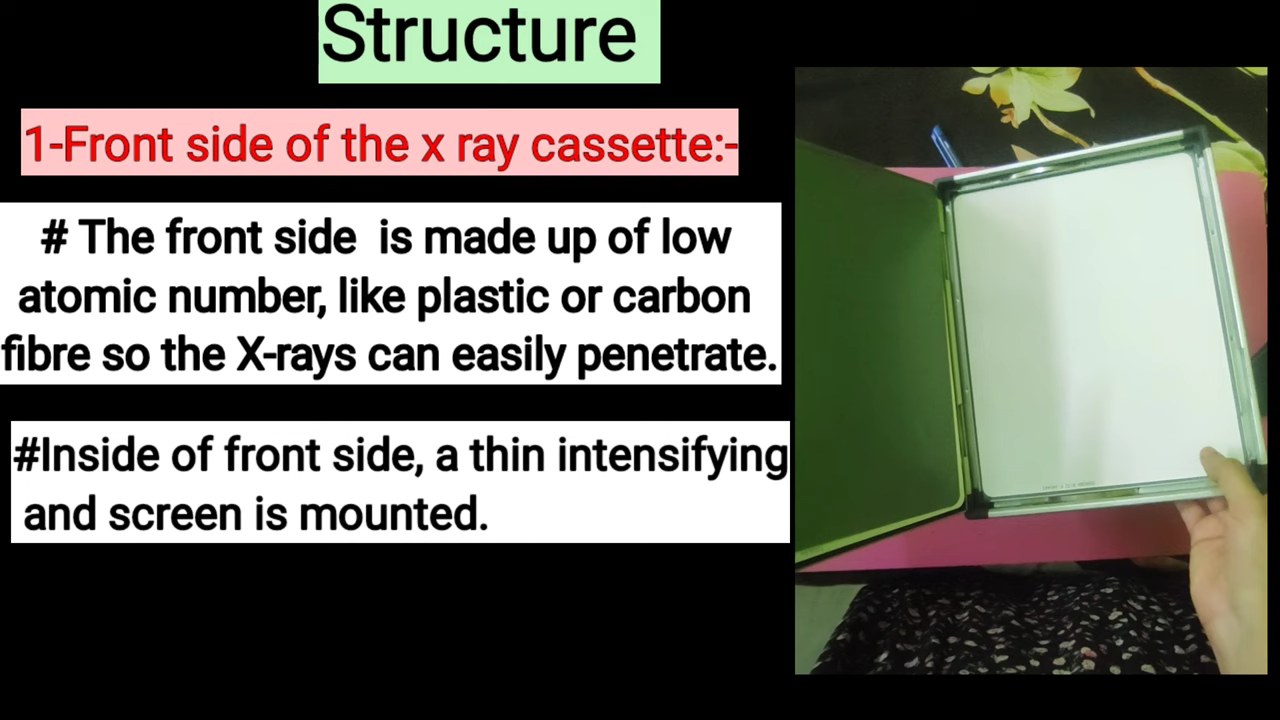 Structure
1-Front side of the x ray cassette:-
# The front side is made up of low
atomic number, like plastic or carbon
fibre so the X-rays can easily penetrate.
#Inside of front side, a thin intensifying
and screen is mounted.